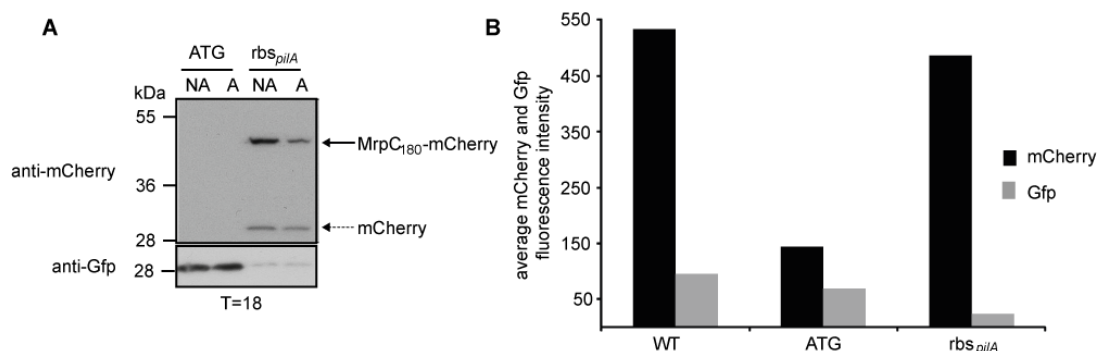 A
ATG rbspilA
NA A NA A
kDa
55
36
28
anti-mCherry
MrpC180-mCherry
mCherry
anti-Gfp
28
T=18
B
average mCherry and Gfp
fluorescence intensity
550
450
350
250
150
50
WT ATG rbspilA
mCherry
Gfp